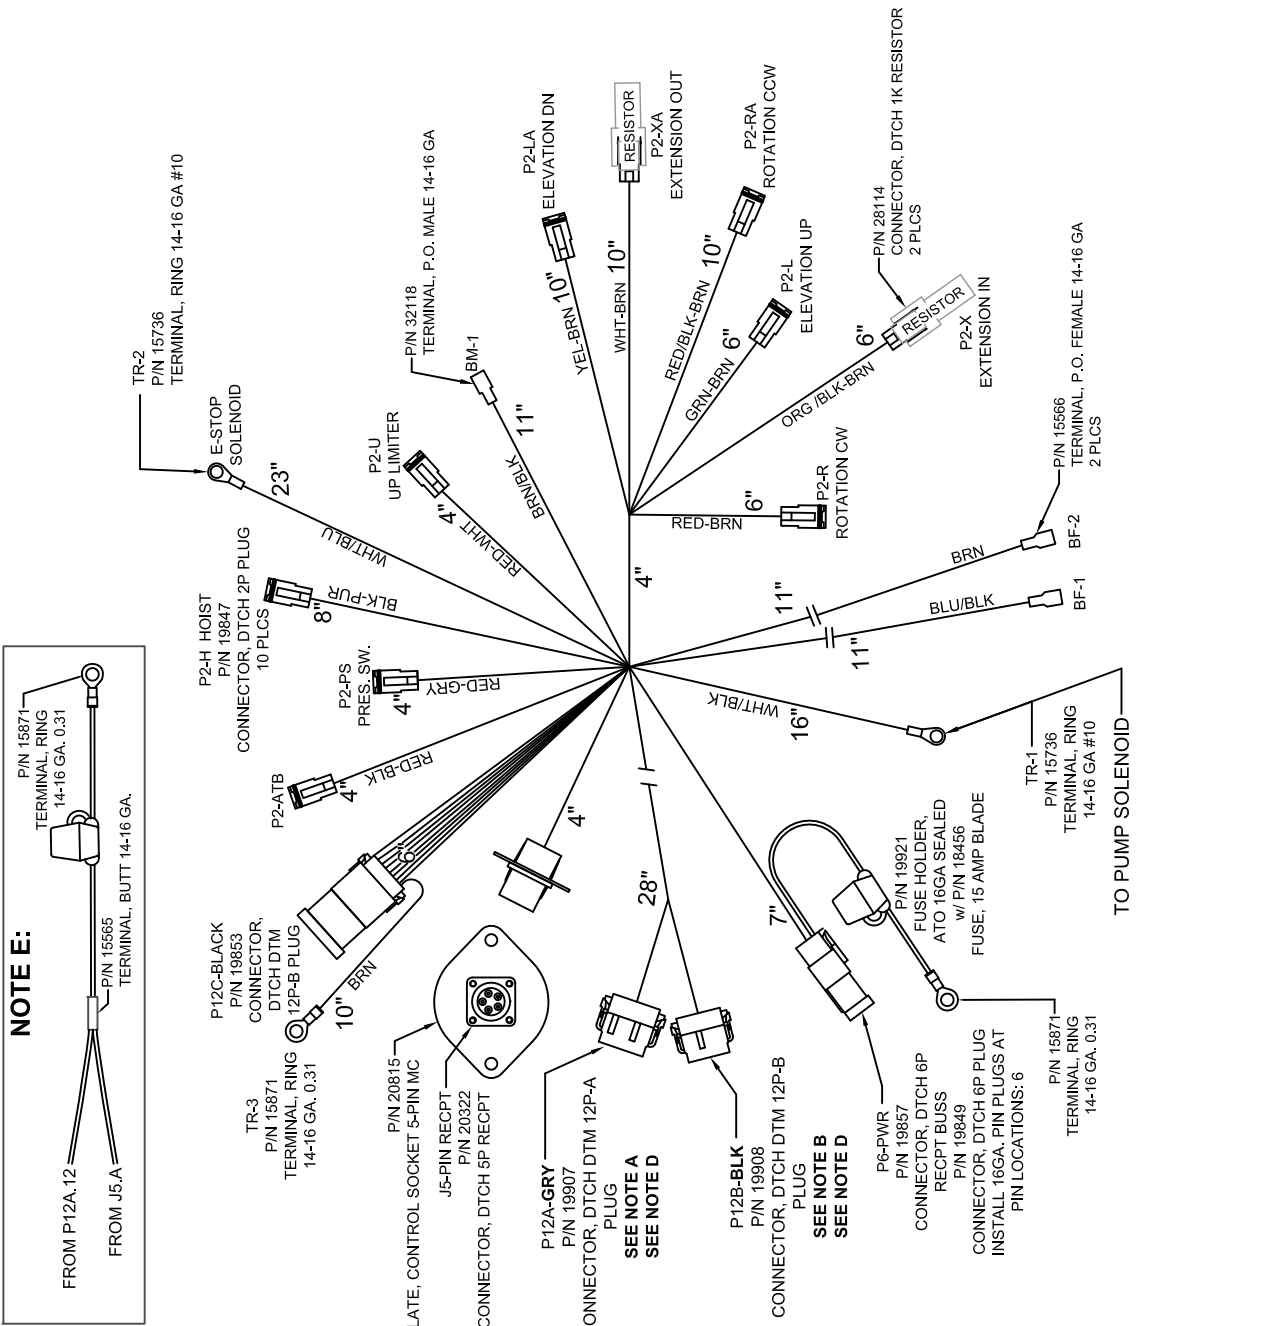 NOTE E:
FROM P12A.12
FROM J5.A
P/N 15565
TERMINAL, BUTT 14-16 GA.
P/N 15871
TERMINAL, RING
14-16 GA. 0.31
TR-2
P/N 15736
TERMINAL, RING 14-16 GA #10
E-STOP
SOLENOID
23"
WHT/BLU
P2-H HOIST
P/N 19847
CONNECTOR, DTCH 2P PLUG
10 PLCS
8"
BLK-PUR
P2-U
UP LIMITER
4"
RED-WHT
P2-PS
PRES. SW.
4"
RED-GRY
P2-ATB
4"
RED-BLK
P/N 32118
TERMINAL, P.O. MALE 14-16 GA
BM-1
11"
BRN/BLK
P2-LA
ELEVATION DN
10"
YEL-BRN
RESISTOR
P2-XA
EXTENSION OUT
10"
WHT-BRN
P2-RA
ROTATION CCW
10"
RED/BLK-BRN
P2-L
ELEVATION UP
6"
GRN-BRN
P/N 28114
CONNECTOR, DTCH 1K RESISTOR
2 PLCS
RESISTOR
P2-X
EXTENSION IN
6"
ORG /BLK-BRN
P2-R
ROTATION CW
6"
RED-BRN
4"
P/N 15566
TERMINAL, P.O. FEMALE 14-16 GA
2 PLCS
BF-2
BRN
11"
BF-1
BLU/BLK
11"
WHT/BLK
16"
TR-1
P/N 15736
TERMINAL, RING
14-16 GA #10
TO PUMP SOLENOID
P12C-BLACK
P/N 19853
CONNECTOR,
DTCH DTM
12P-B PLUG
6"
10"
BRN
TR-3
P/N 15871
TERMINAL, RING
14-16 GA. 0.31
4"
P/N 20815
LATE, CONTROL SOCKET 5-PIN MC
J5-PIN RECPT
P/N 20322
CONNECTOR, DTCH 5P RECPT
28"
P12A-GRY
P/N 19907
ONNECTOR, DTCH DTM 12P-A
PLUG
SEE NOTE A
SEE NOTE D
P12B-BLK
P/N 19908
CONNECTOR, DTCH DTM 12P-B
PLUG
SEE NOTE B
SEE NOTE D
7"
P6-PWR
P/N 19857
CONNECTOR, DTCH 6P
RECPT BUSS
P/N 19849
CONNECTOR, DTCH 6P PLUG
INSTALL 16GA. PIN PLUGS AT
PIN LOCATIONS: 6
P/N 19921
FUSE HOLDER,
ATO 16GA SEALED
w/ P/N 18456
FUSE, 15 AMP BLADE
P/N 15871
TERMINAL, RING
14-16 GA. 0.31